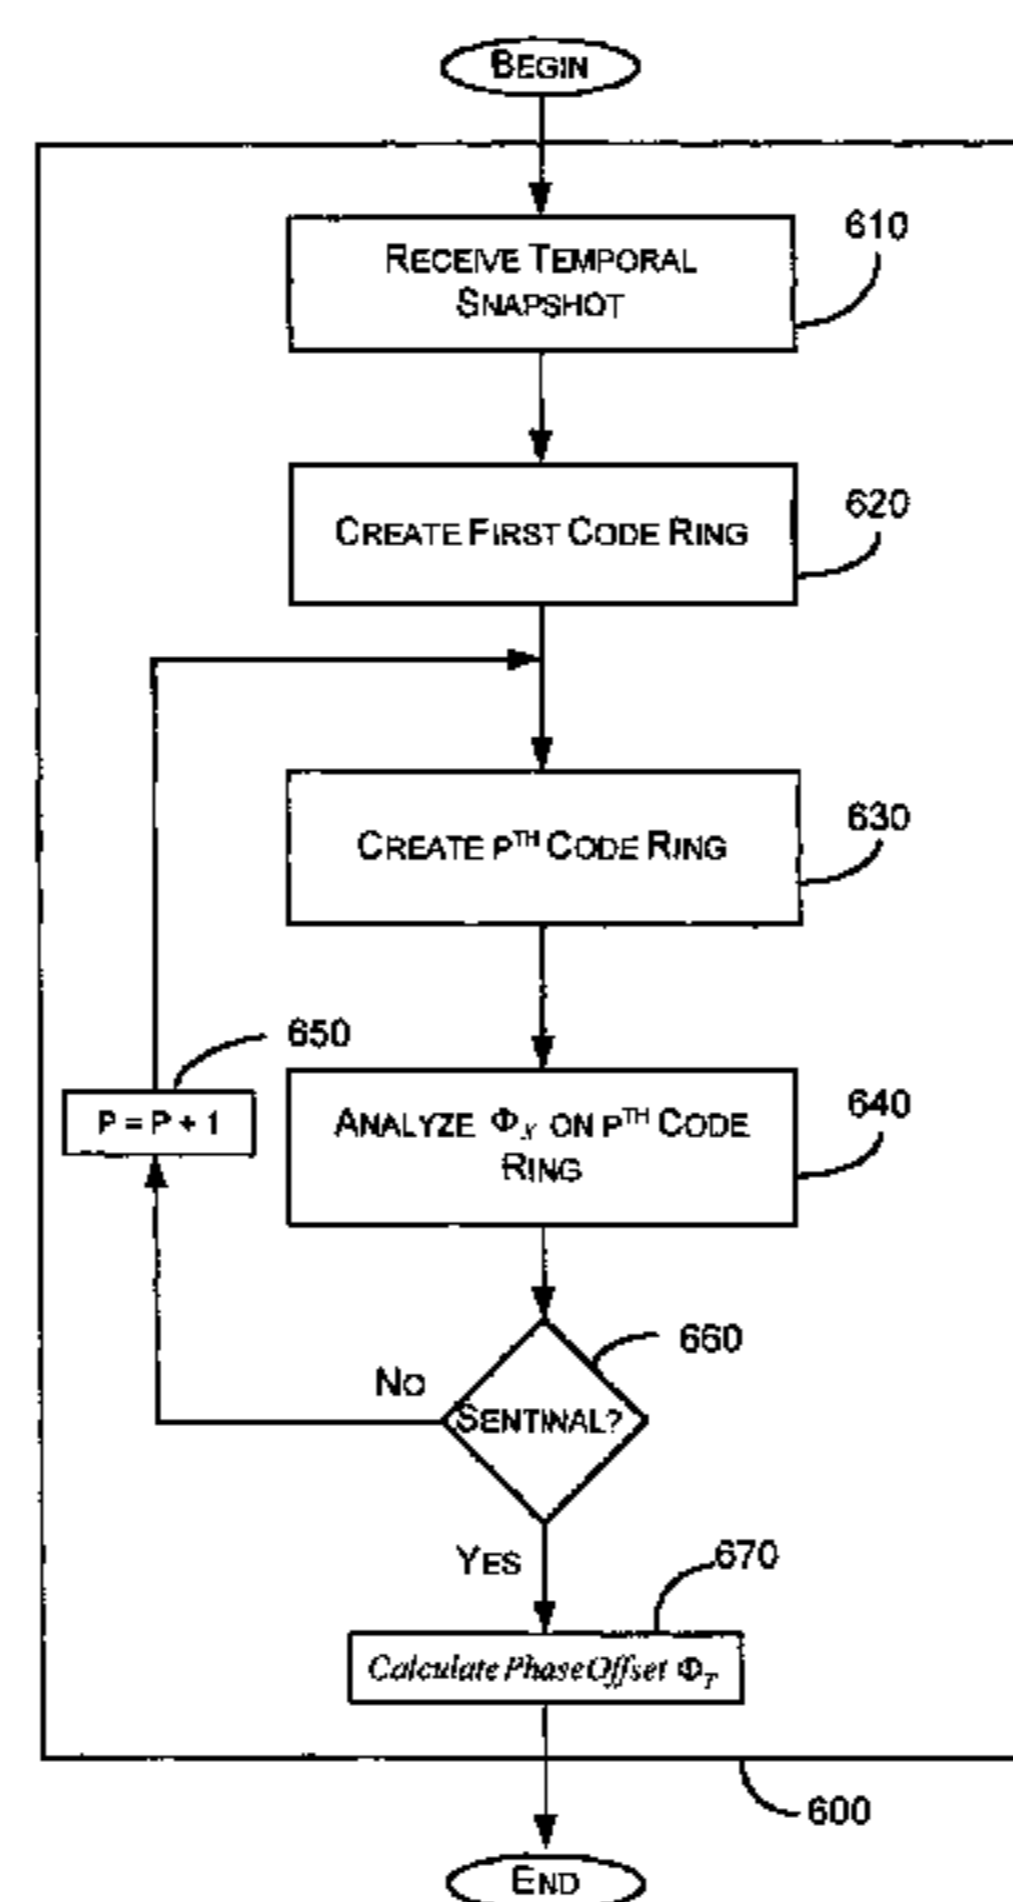 BEGIN
RECEIVE TEMPORAL
SNAPSHOT
610
CREATE FIRST CODE RING
620
CREATE PTH CODE RING
630
650
P = P + 1
ANALYZE Φx ON PTH CODE
RING
640
660
NO
SENTINAL?
YES
670
Calculate Phase Offset ΦT
600
END